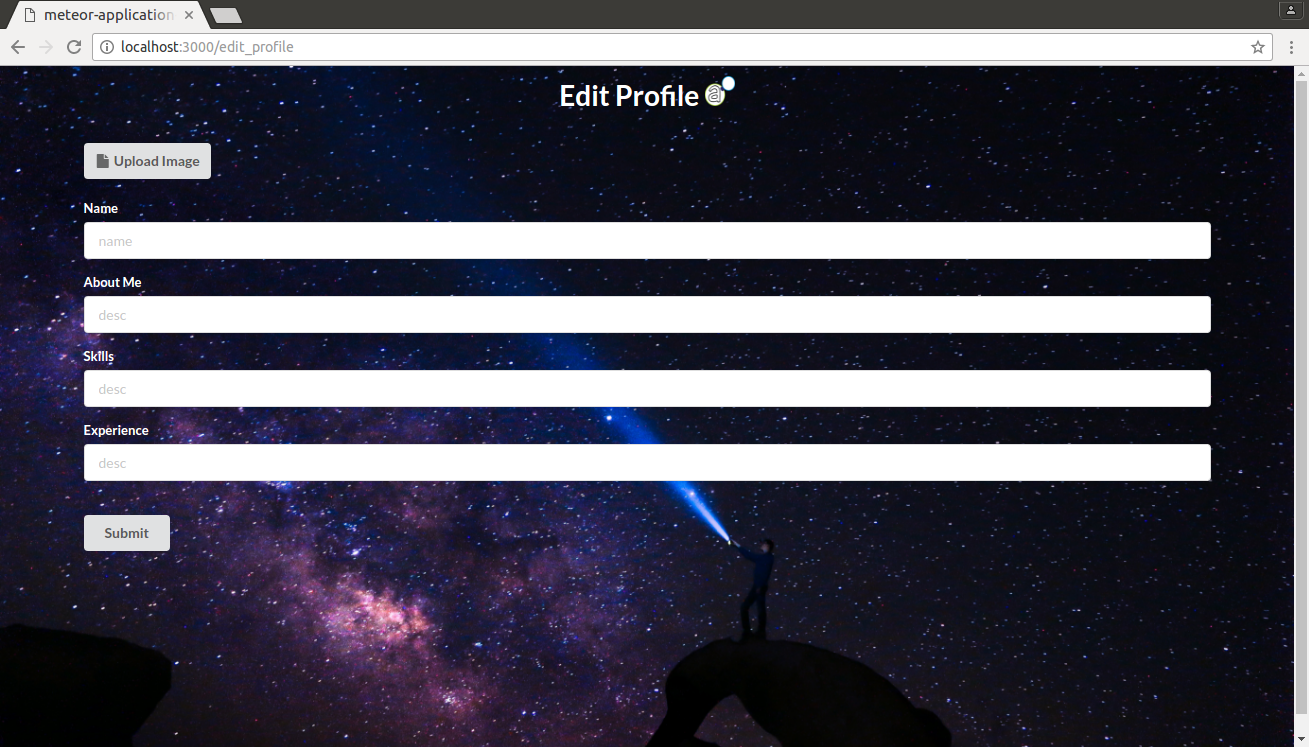 meteor-application
localhost:3000/edit_profile
Edit Profile
Upload Image
Name
name
About Me
desc
Skills
desc
Experience
desc
Submit